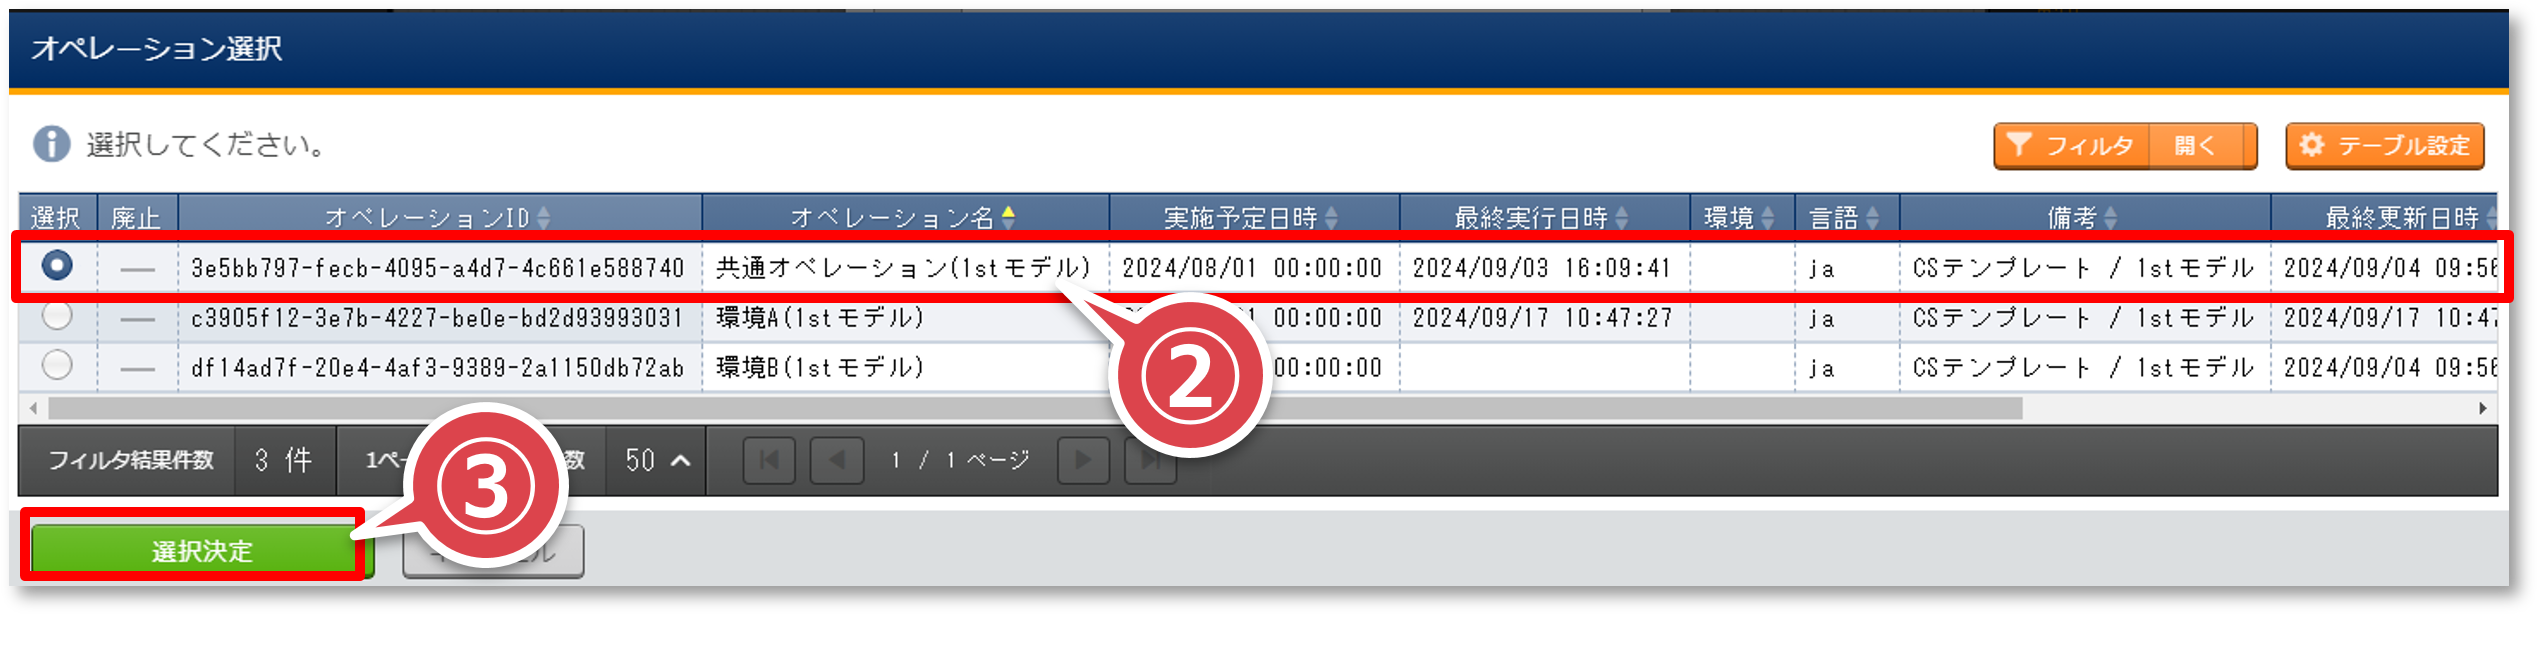 オペレーション選択
選択してください。
フィルタ 開く テーブル設定
選択 廃止 オペレーションID オペレーション名 実施予定日時 最終実行日時 環境 言語 備考 最終更新日時
3e5bb797-fecb-4095-a4d7-4c661e588740 共通オペレーション(1stモデル) 2024/08/01 00:00:00 2024/09/03 16:09:41 ja CSテンプレート / 1stモデル 2024/09/04 09:56
c3905f12-3e7b-4227-be0e-bd2d93993031 環境A(1stモデル) 00:00:00 2024/09/17 10:47:27 ja CSテンプレート / 1stモデル 2024/09/17 10:47
df14ad7f-20e4-4af3-9389-2a1150db72ab 環境B(1stモデル) 00:00:00 ja CSテンプレート / 1stモデル 2024/09/04 09:56
②
フィルタ結果件数 3 件 1ペー 数 50 1 / 1 ページ
③
選択決定